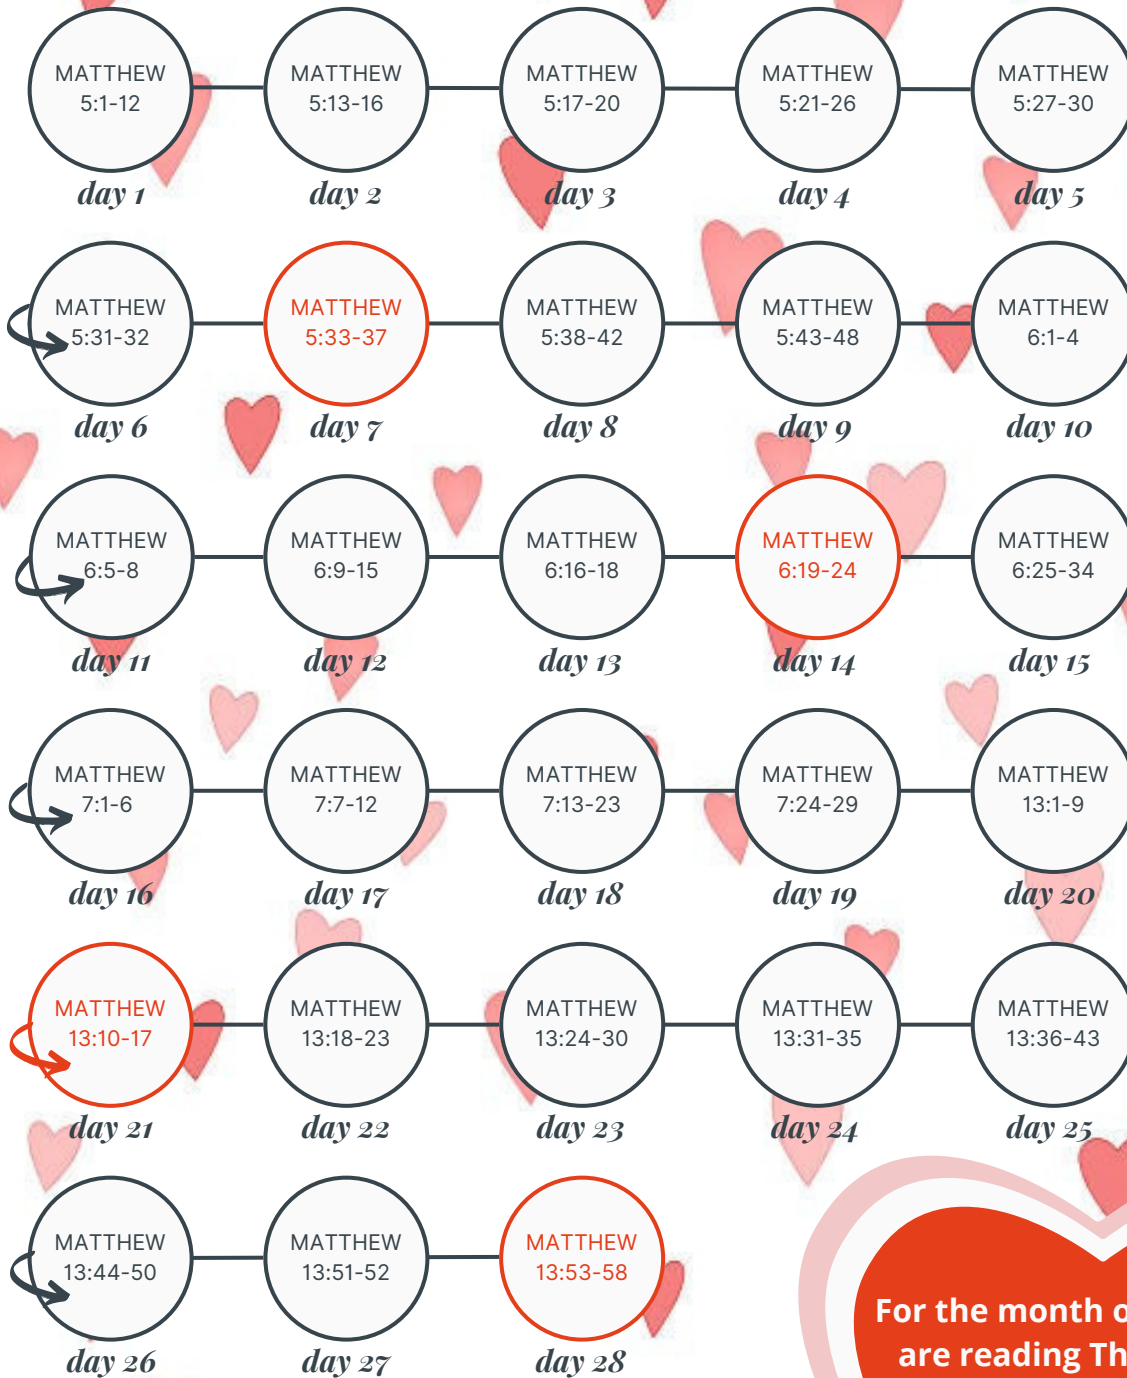 MATTHEW
5:1-12
day 1
MATTHEW
5:13-16
day 2
MATTHEW
5:17-20
day 3
MATTHEW
5:21-26
day 4
MATTHEW
5:27-30
day 5
MATTHEW
5:31-32
day 6
MATTHEW
5:33-37
day 7
MATTHEW
5:38-42
day 8
MATTHEW
5:43-48
day 9
MATTHEW
6:1-4
day 10
MATTHEW
6:5-8
day 11
MATTHEW
6:9-15
day 12
MATTHEW
6:16-18
day 13
MATTHEW
6:19-24
day 14
MATTHEW
6:25-34
day 15
MATTHEW
7:1-6
day 16
MATTHEW
7:7-12
day 17
MATTHEW
7:13-23
day 18
MATTHEW
7:24-29
day 19
MATTHEW
13:1-9
day 20
MATTHEW
13:10-17
day 21
MATTHEW
13:18-23
day 22
MATTHEW
13:24-30
day 23
MATTHEW
13:31-35
day 24
MATTHEW
13:36-43
day 25
MATTHEW
13:44-50
day 26
MATTHEW
13:51-52
day 27
MATTHEW
13:53-58
day 28
For the month
are reading